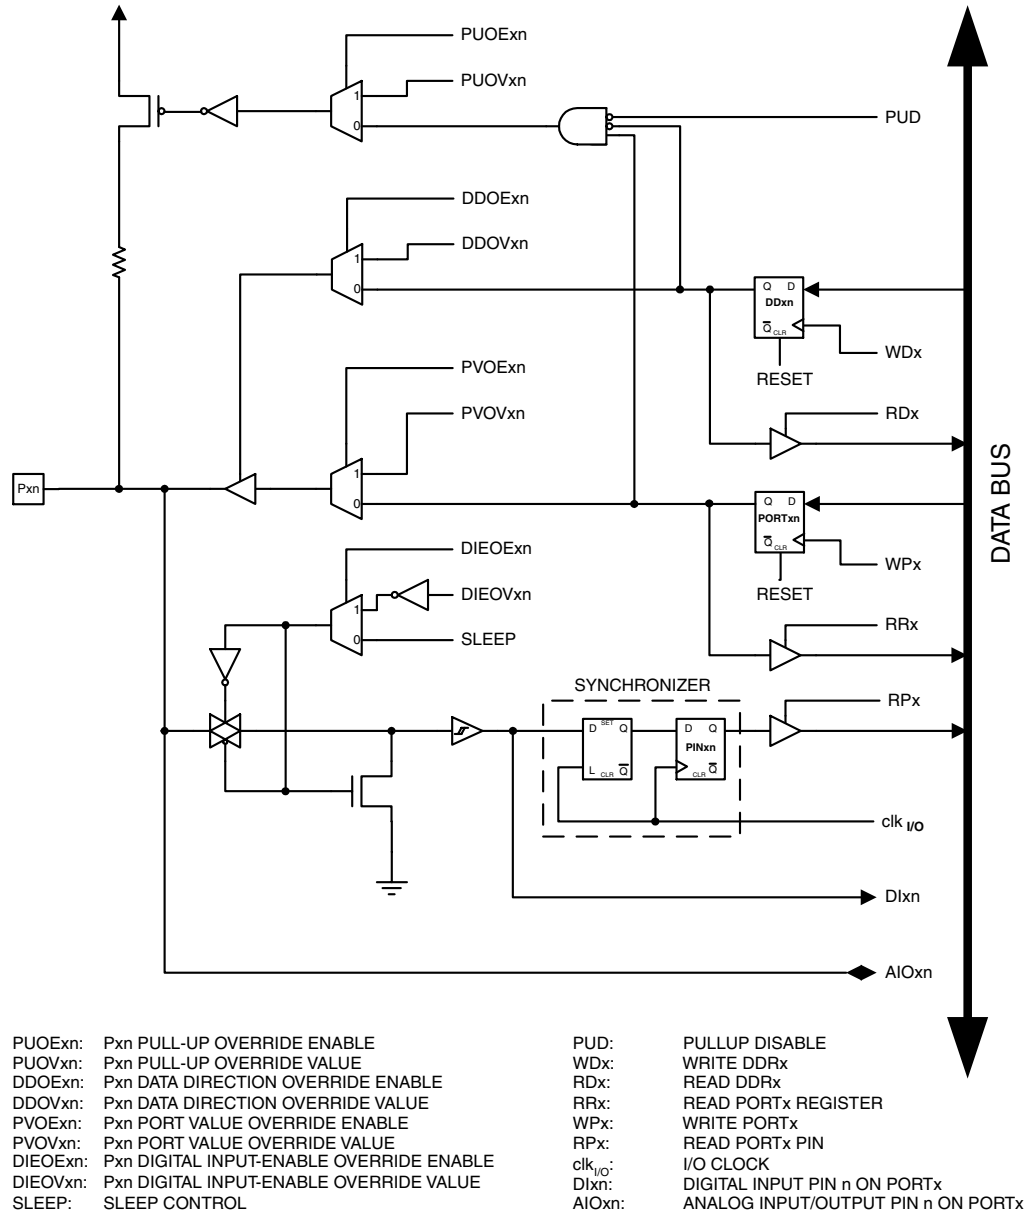 PUOExn
PUOVxn
1
0
PUD
DDOExn
DDOVxn
1
0
Q D
DDxn
Q CLR
WDx
RESET
RDx
PVOExn
PVOVxn
1
0
Pxn
Q D
PORTxn
Q CLR
WPx
RESET
RRx
DATA BUS
DIEOExn
DIEOVxn
1
0
SLEEP
SYNCHRONIZER
RPx
D SET Q
L CLR Q
D Q
PINxn
CLR Q
clk I/O
DIxn
AIOxn
PUOExn: Pxn PULL-UP OVERRIDE ENABLE
PUOVxn: Pxn PULL-UP OVERRIDE VALUE
DDOExn: Pxn DATA DIRECTION OVERRIDE ENABLE
DDOVxn: Pxn DATA DIRECTION OVERRIDE VALUE
PVOExn: Pxn PORT VALUE OVERRIDE ENABLE
PVOVxn: Pxn PORT VALUE OVERRIDE VALUE
DIEOExn: Pxn DIGITAL INPUT-ENABLE OVERRIDE ENABLE
DIEOVxn: Pxn DIGITAL INPUT-ENABLE OVERRIDE VALUE
SLEEP: SLEEP CONTROL
PUD: PULLUP DISABLE
WDx: WRITE DDRx
RDx: READ DDRx
RRx: READ PORTx REGISTER
WPx: WRITE PORTx
RPx: READ PORTx PIN
clk I/O: I/O CLOCK
DIxn: DIGITAL INPUT PIN n ON PORTx
AIOxn: ANALOG INPUT/OUTPUT PIN n ON PORTx